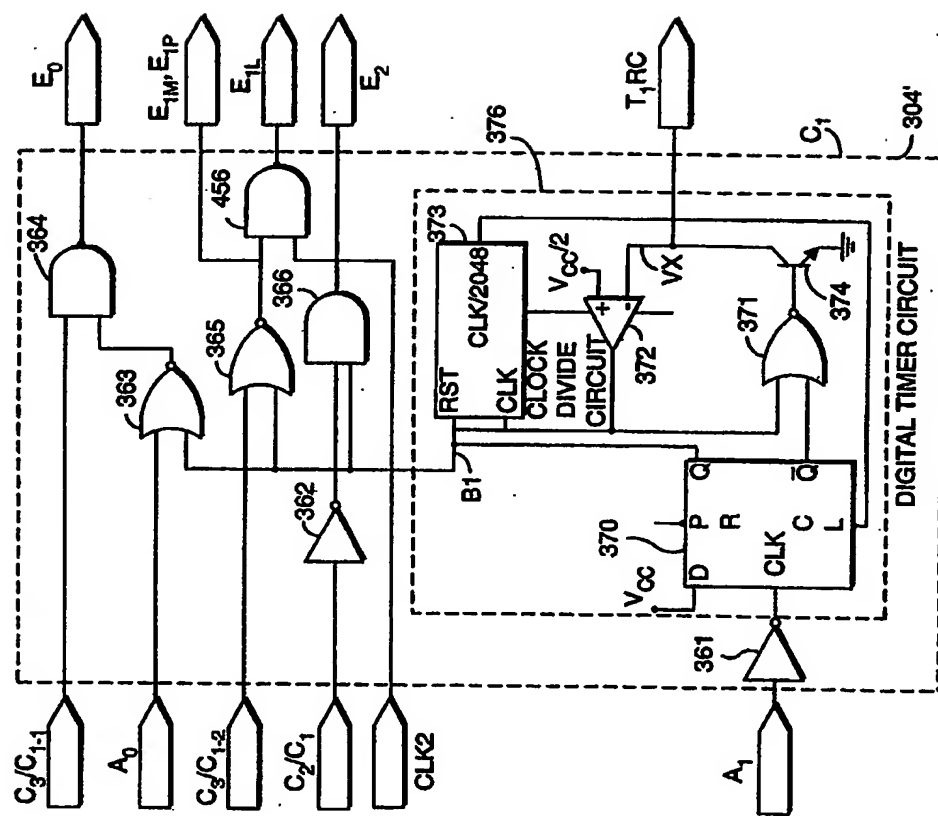 E₀
E₁M, E₁P
E₁L
E₂
T₁RC
C₁
304'
364
363
365
456
366
362
376
373
RST
CLK/2048
CLK
CLOCK
DIVIDE
CIRCUIT
V_CC/2
+
-
372
VX
371
374
B1
370
V_CC
D
P
Q
R
Q̅
C
CLK
L
361
DIGITAL TIMER CIRCUIT
C₃/C₁₋₁
A₀
C₃/C₁₋₂
C₂/C₁
CLK2
A₁